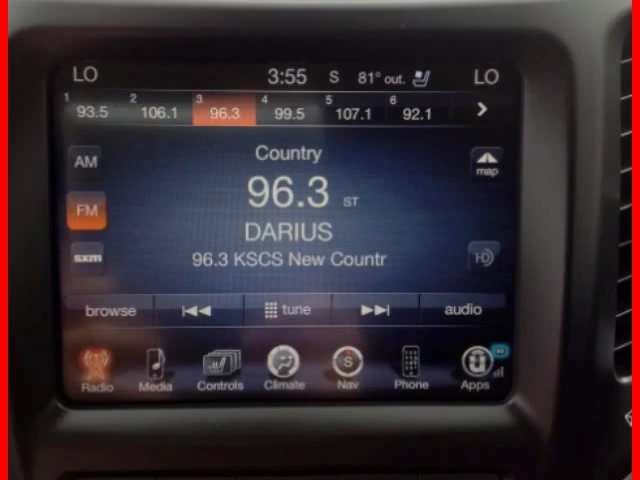 LO 3:55 S 81° out. LO
1 93.5 2 106.1 3 96.3 4 99.5 5 107.1 6 92.1
Country
AM
map
96.3 ST
FM
DARIUS
sxm 96.3 KSCS New Countr HD
browse tune audio
S
Radio Media Controls Climate Nav Phone Apps